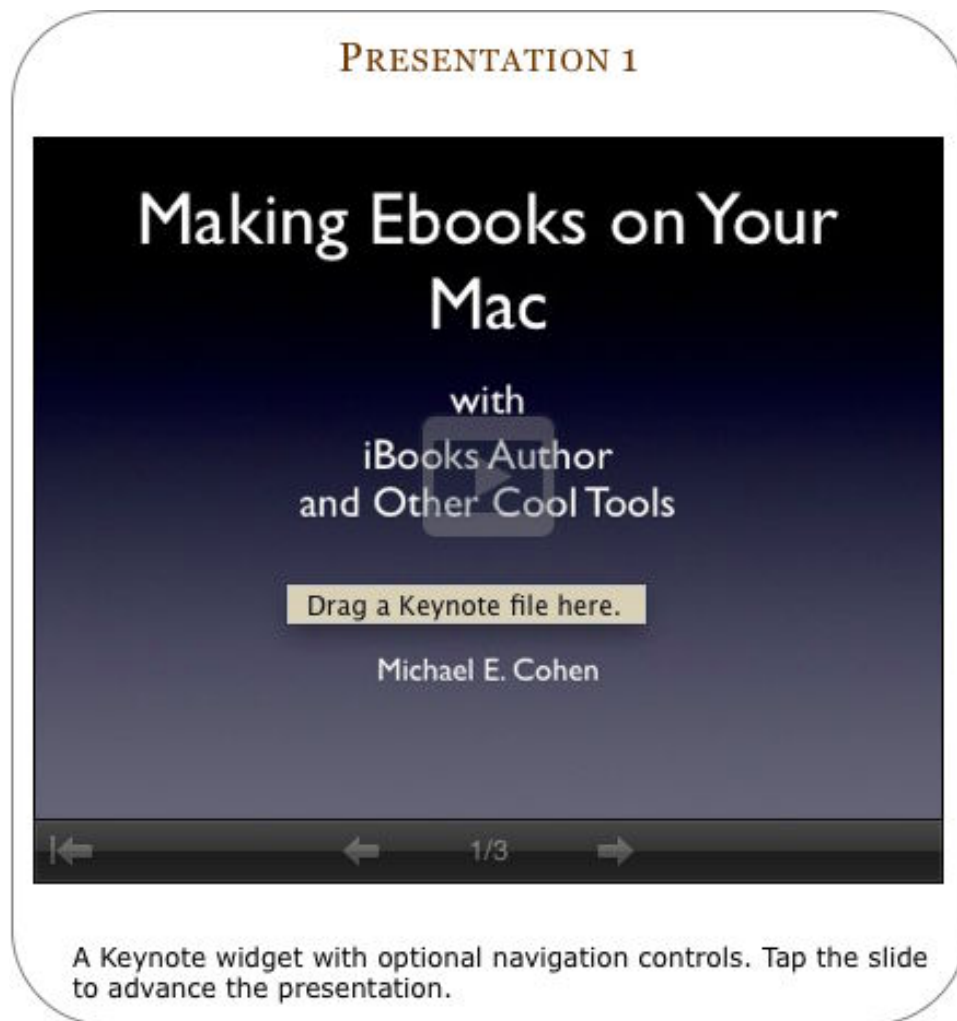 PRESENTATION 1
Making Ebooks on Your
Mac
with
iBooks Author
and Other Cool Tools
Drag a Keynote file here.
Michael E. Cohen
1/3
A Keynote widget with optional navigation controls. Tap the slide
to advance the presentation.